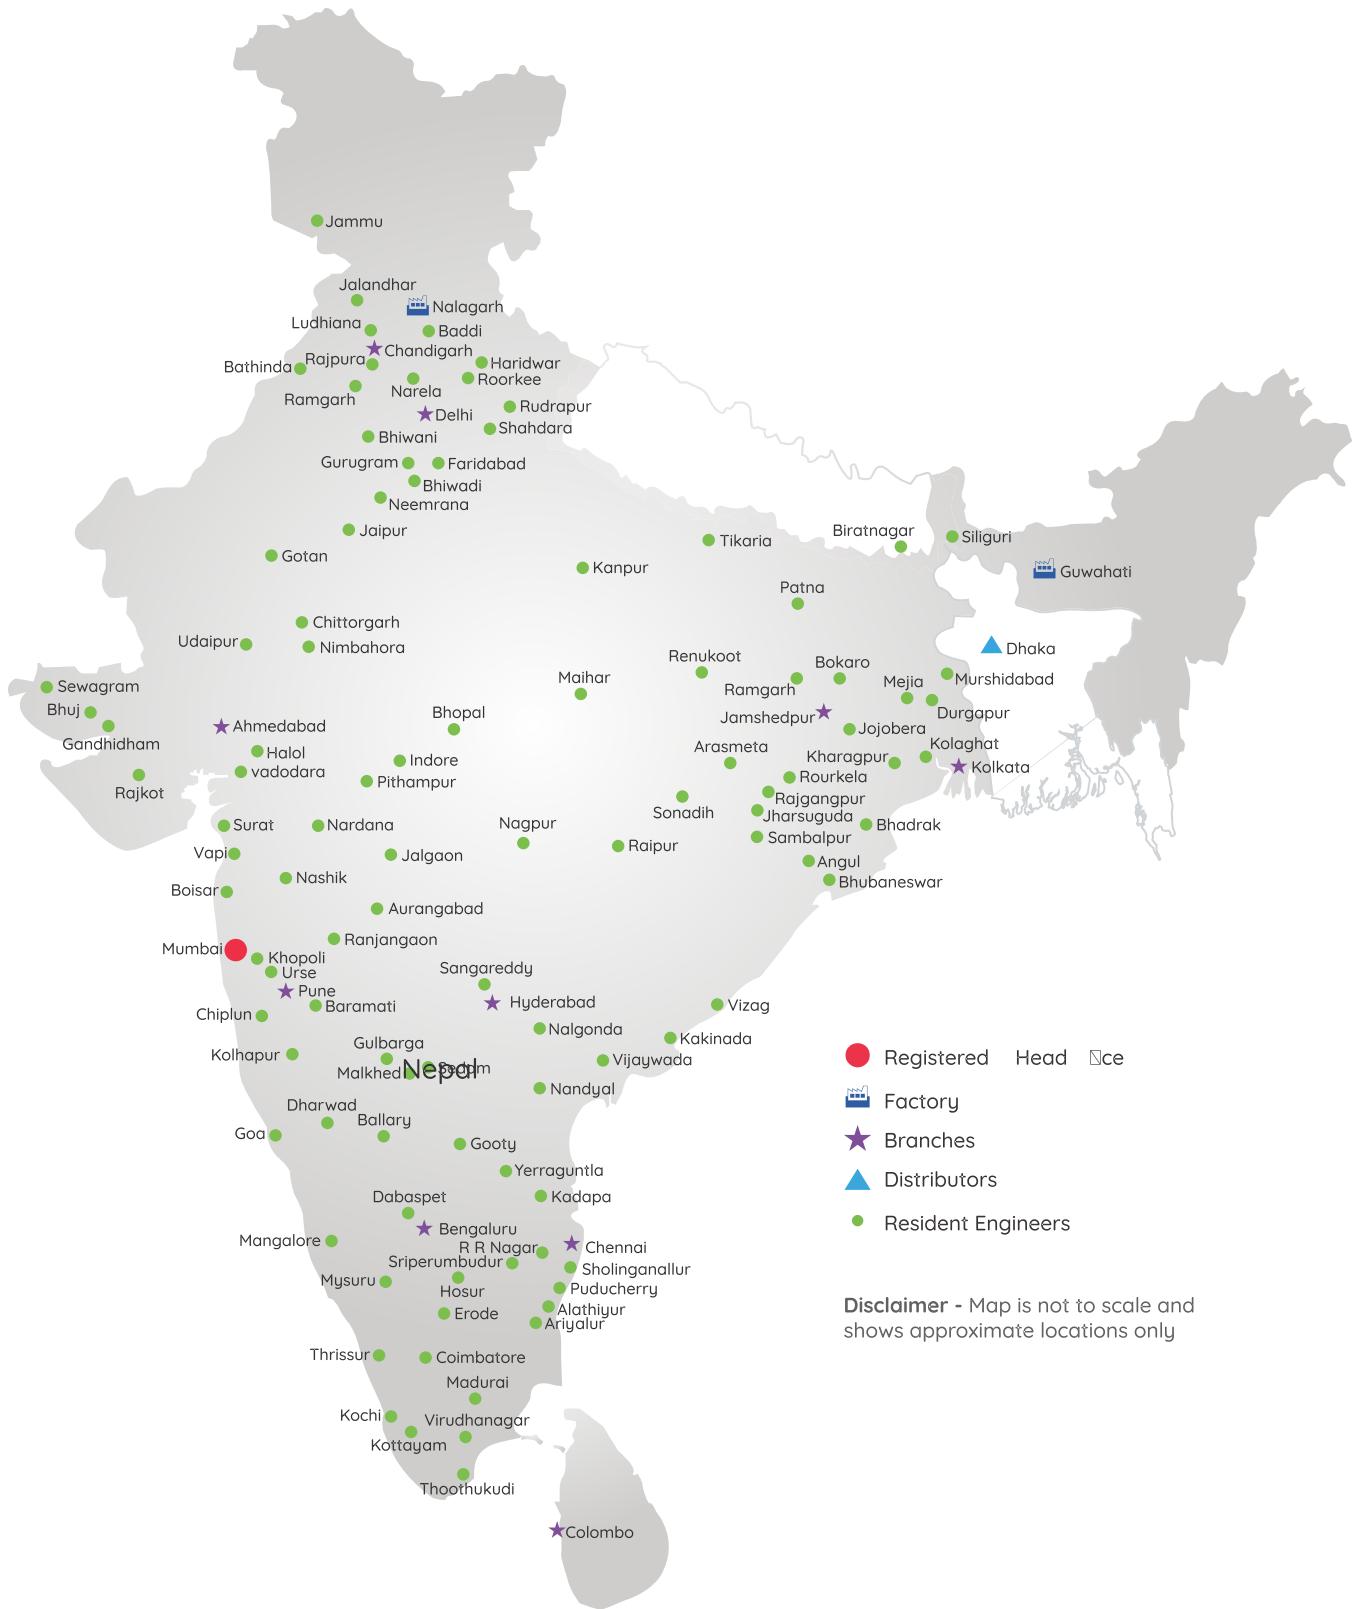 Jammu
Jalandhar
Nalagarh
Ludhiana
Baddi
Chandigarh
Rajpura
Haridwar
Bathinda
Roorkee
Narela
Ramgarh
Rudrapur
Delhi
Shahdara
Bhiwani
Gurugram
Faridabad
Bhiwadi
Neemrana
Jaipur
Biratnagar
Siliguri
Tikaria
Gotan
Kanpur
Guwahati
Patna
Chittorgarh
Udaipur
Nimbahora
Dhaka
Renukoot
Bokaro
Maihar
Murshidabad
Mejia
Sewagram
Ramgarh
Bhuj
Bhopal
Durgapur
Jamshedpur
Ahmedabad
Jojobera
Gandhidham
Arasmeta
Kolaghat
Halol
Kharagpur
Indore
Kolkata
vadodara
Rourkela
Pithampur
Rajkot
Rajgangpur
Sonadih
Jharsuguda
Nagpur
Surat
Nardana
Bhadrak
Sambalpur
Raipur
Vapi
Jalgaon
Angul
Nashik
Bhubaneswar
Boisar
Aurangabad
Ranjangaon
Mumbai
Khopoli
Sangareddy
Urse
Pune
Hyderabad
Baramati
Vizag
Chiplun
Nalgonda
Kakinada
Gulbarga
Kolhapur
Registered Head ce
Vijaywada
Sedam
Nepal
Malkhed
Nandyal
Factory
Dharwad
Ballary
Goa
Branches
Gooty
Yerraguntla
Distributors
Dabaspet
Kadapa
Resident Engineers
Bengaluru
Mangalore
R R Nagar
Chennai
Sriperumbudur
Sholinganallur
Mysuru
Hosur
Puducherry
Disclaimer - Map is not to scale and
shows approximate locations only
Alathiyur
Erode
Ariyalur
Thrissur
Coimbatore
Madurai
Kochi
Virudhanagar
Kottayam
Thoothukudi
Colombo